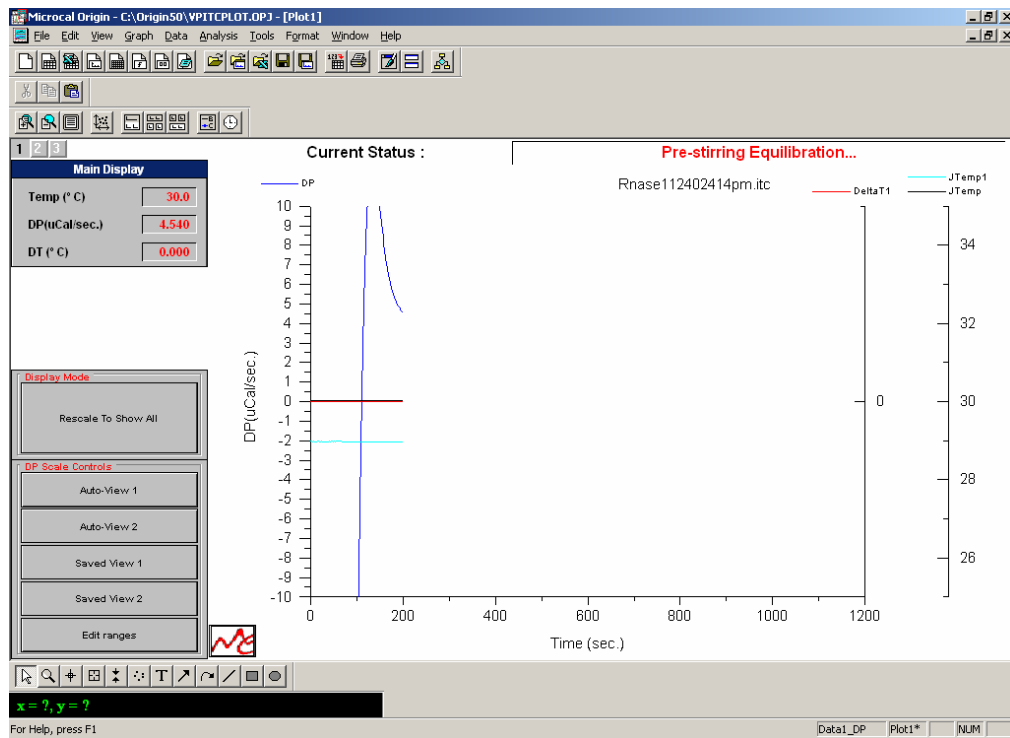 Microcal Origin - C:\Origin50\VPITCPLOT.OPJ - [Plot1]
File Edit View Graph Data Analysis Tools Format Window Help
1 2 3
Current Status :
Pre-stirring Equilibration...
Main Display
Temp (° C) 30.0
DP(uCal/sec.) 4.540
DT (° C) 0.000
DP
Rnase112402414pm.itc
DeltaT1
JTemp1
JTemp
10
9
8
7
6
5
4
3
2
1
0
-1
-2
-3
-4
-5
-6
-7
-8
-9
-10
DP(uCal/sec.)
0 200 400 600 800 1000 1200
Time (sec.)
0
34
32
30
28
26
Display Mode
Rescale To Show All
DP Scale Controls
Auto-View 1
Auto-View 2
Saved View 1
Saved View 2
Edit ranges
T
x = ?, y = ?
For Help, press F1
Data1_DP Plot1* NUM